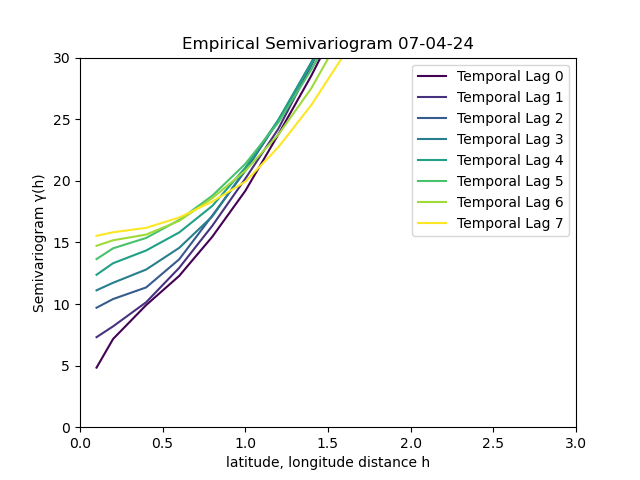 Empirical Semivariogram 07-04-24
Semivariogram γ(h)
30
25
20
15
10
5
0
0.0 0.5 1.0 1.5 2.0 2.5 3.0
latitude, longitude distance h
Temporal Lag 0
Temporal Lag 1
Temporal Lag 2
Temporal Lag 3
Temporal Lag 4
Temporal Lag 5
Temporal Lag 6
Temporal Lag 7